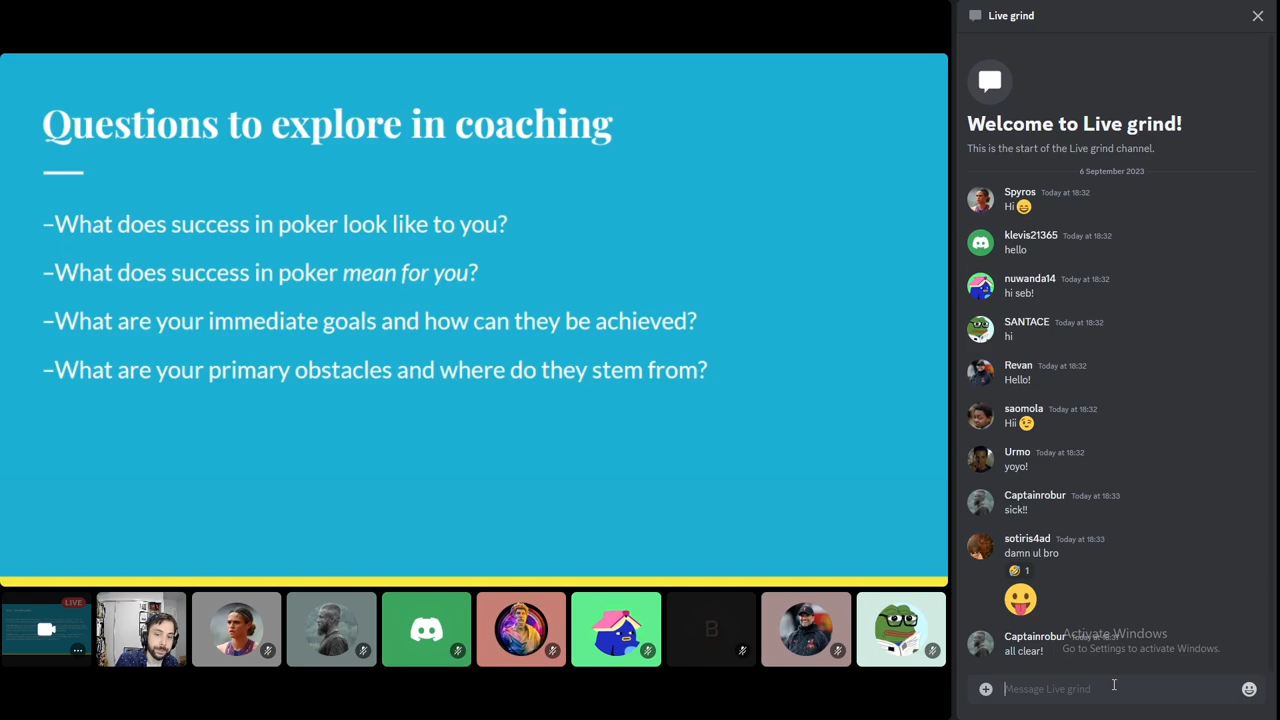 Questions to explore in coaching
–What does success in poker look like to you?
–What does success in poker mean for you?
–What are your immediate goals and how can they be achieved?
–What are your primary obstacles and where do they stem from?
LIVE
B
Live grind
Welcome to Live grind!
This is the start of the Live grind channel.
6 September 2023
Spyros Today at 18:32
Hi
klevis21365 Today at 18:32
hello
nuwanda14 Today at 18:32
hi seb!
SANTACE Today at 18:32
hi
Revan Today at 18:32
Hello!
saomola Today at 18:32
Hii
Urmo Today at 18:32
yoyo!
Captainrobur Today at 18:33
sick!!
sotiris4ad Today at 18:33
damn ul bro
1
Captainrobur
all clear!
Activate Windows
Go to Settings to activate Windows.
Message Live grind